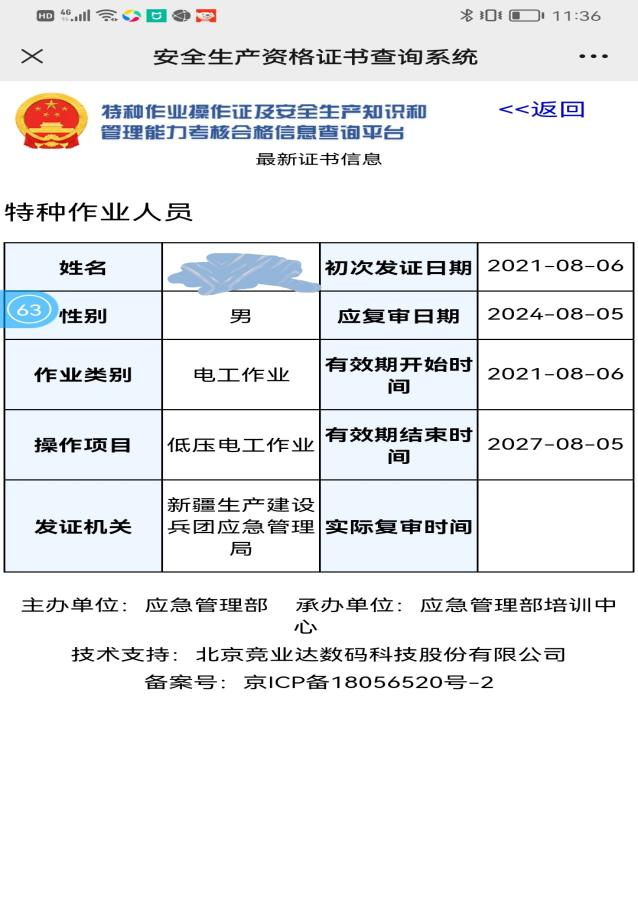 HD 4G 11:36
安全生产资格证书查询系统
特种作业操作证及安全生产知识和
管理能力考核合格信息查询平台
<<返回
最新证书信息
特种作业人员
姓名 初次发证日期 2021-08-06
63
性别 男 应复审日期 2024-08-05
作业类别 电工作业 有效期开始时
间 2021-08-06
操作项目 低压电工作业 有效期结束时
间 2027-08-05
发证机关 新疆生产建设
兵团应急管理
局 实际复审时间
主办单位：应急管理部 承办单位：应急管理部培训中
心
技术支持：北京竞业达数码科技股份有限公司
备案号：京ICP备18056520号-2